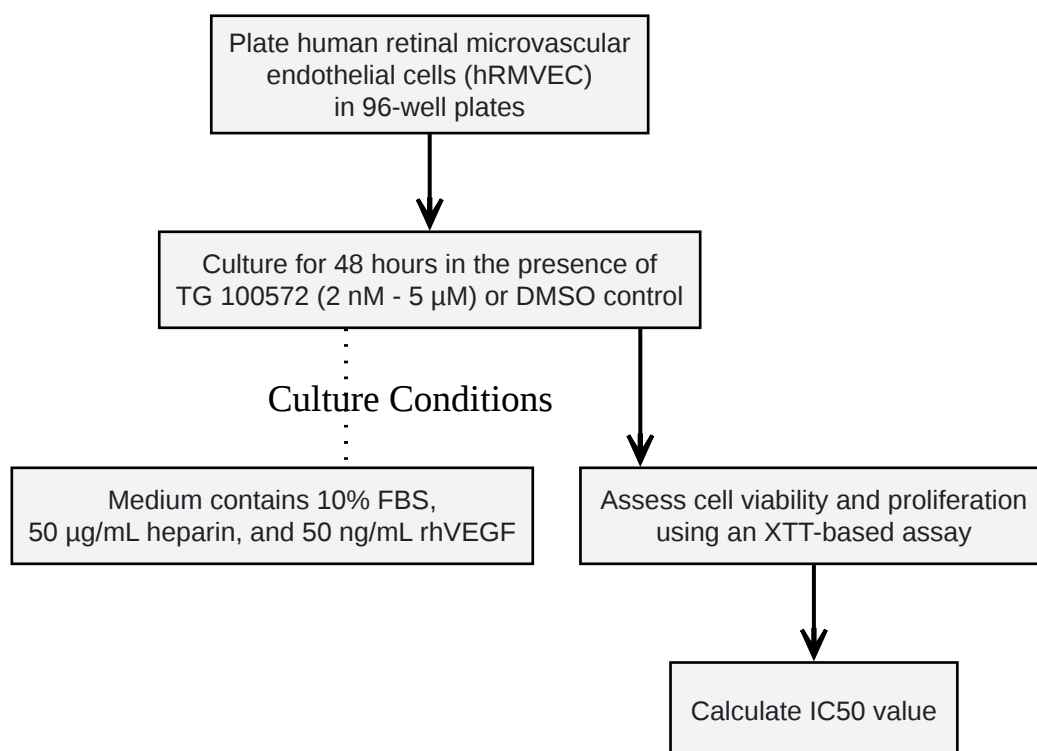 Plate human retinal microvascular
endothelial cells (hRMVEC)
in 96-well plates
Culture for 48 hours in the presence of
TG 100572 (2 nM - 5 µM) or DMSO control
Culture Conditions
Medium contains 10% FBS,
50 µg/mL heparin, and 50 ng/mL rhVEGF
Assess cell viability and proliferation
using an XTT-based assay
Calculate IC50 value